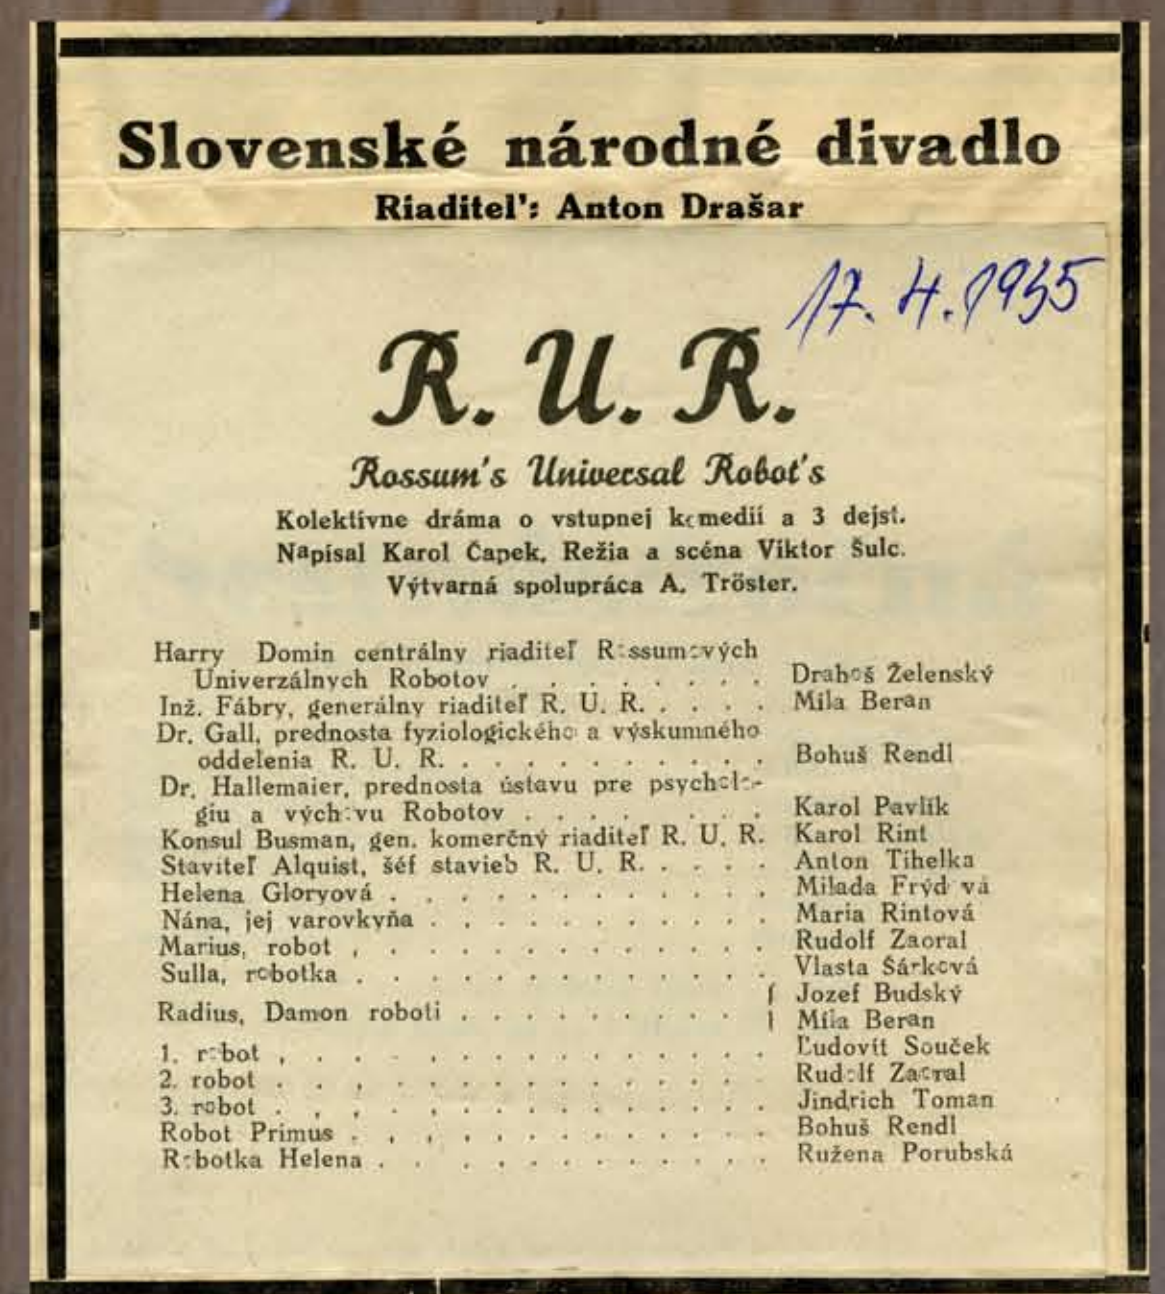 Slovenské národné divadlo
Riaditeľ: Anton Drašar
17. 4. 1935
R. U. R.
Rossum's Universal Robot's
Kolektívne dráma o vstupnej komedií a 3 dejst.
Napísal Karol Čapek, Režia a scéna Viktor Šulc.
Výtvarná spolupráca A. Tröster.
Harry Domin centrálny riaditeľ Rossumových
Univerzálnych Robotov . . . . . . . . . Drahoš Želenský
Inž. Fábry, generálny riaditeľ R. U. R. . . . . Míla Beran
Dr. Gall, prednosta fyziologického a výskumného
oddelenia R. U. R. . . . . . . . . . . . Bohuš Rendl
Dr. Hallemaier, prednosta ústavu pre psycholo-
giu a výchovu Robotov . . . . . . . . Karol Pavlík
Konsul Busman, gen. komerčný riaditeľ R. U. R. Karol Rint
Staviteľ Alquist, šéf stavieb R. U. R. . . . . Anton Tihelka
Helena Gloryová . . . . . . . . . . . . Milada Frýdová
Nána, jej varovkyňa . . . . . . . . . . . Maria Rintová
Marius, robot , . . . . . . . . . . . . Rudolf Zaoral
Sulla, robotka . . . . . . . . . . . . . Vlasta Šárková
Radius, Damon roboti . . . . . . . . . . { Jozef Budský
Míla Beran
1. robot , . . . . . . . . . . . . . . Ľudovít Souček
2. robot . . , . . . . . . . . . . . . Rudolf Zaoral
3. robot . , , . . . . . . . . . . . . Jindrich Toman
Robot Primus . , , . . . . . . . . . . Bohuš Rendl
Robotka Helena . . . . . . . . . . . . Ružena Porubská